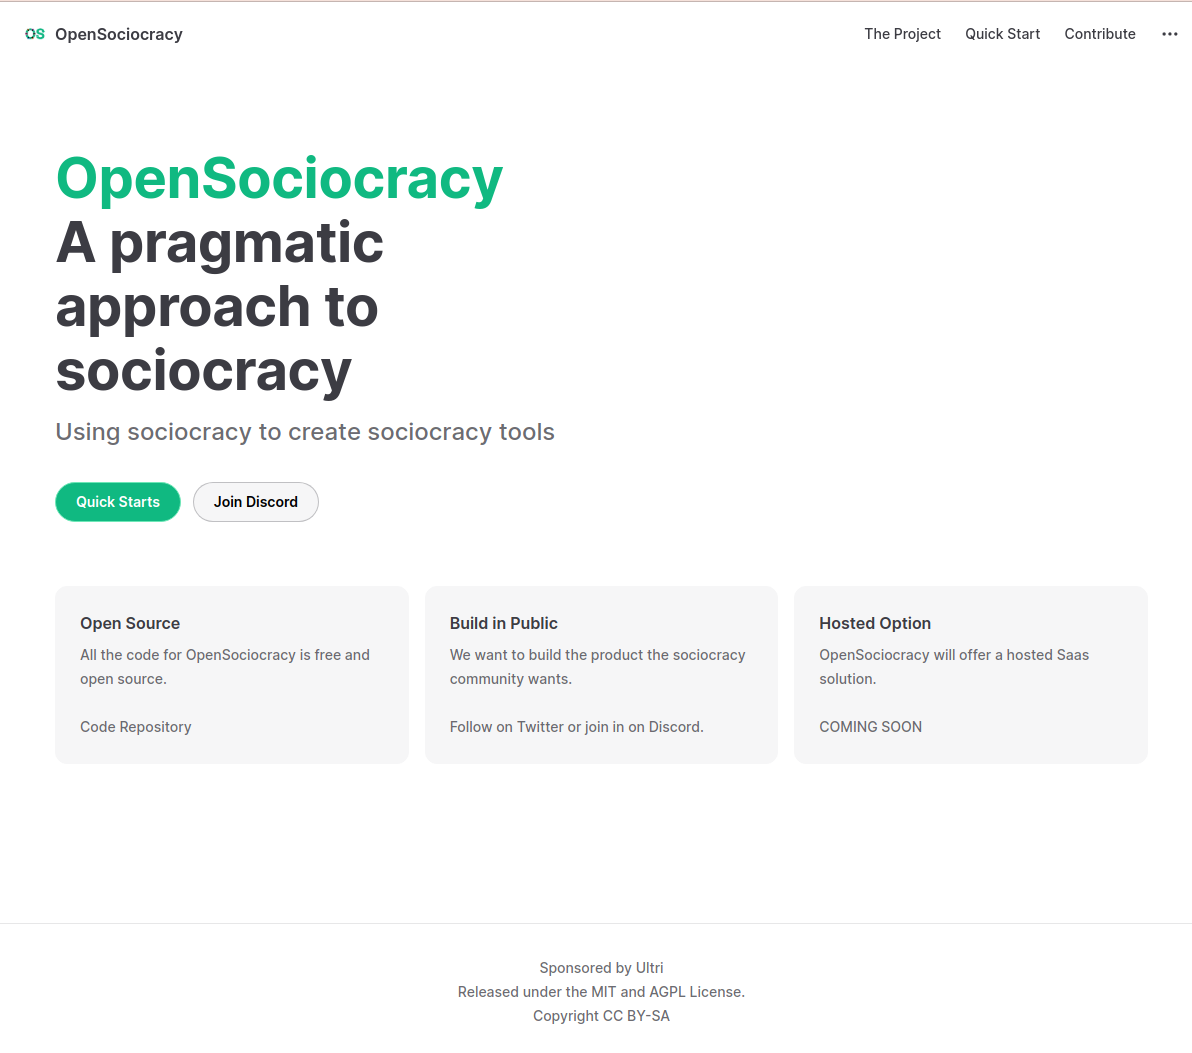 OS OpenSociocracy The Project Quick Start Contribute
OpenSociocracy
A pragmatic
approach to
sociocracy
Using sociocracy to create sociocracy tools
Quick Starts Join Discord
Open Source
All the code for OpenSociocracy is free and
open source.
Code Repository
Build in Public
We want to build the product the sociocracy
community wants.
Follow on Twitter or join in on Discord.
Hosted Option
OpenSociocracy will offer a hosted Saas
solution.
COMING SOON
Sponsored by Ultri
Released under the MIT and AGPL License.
Copyright CC BY-SA